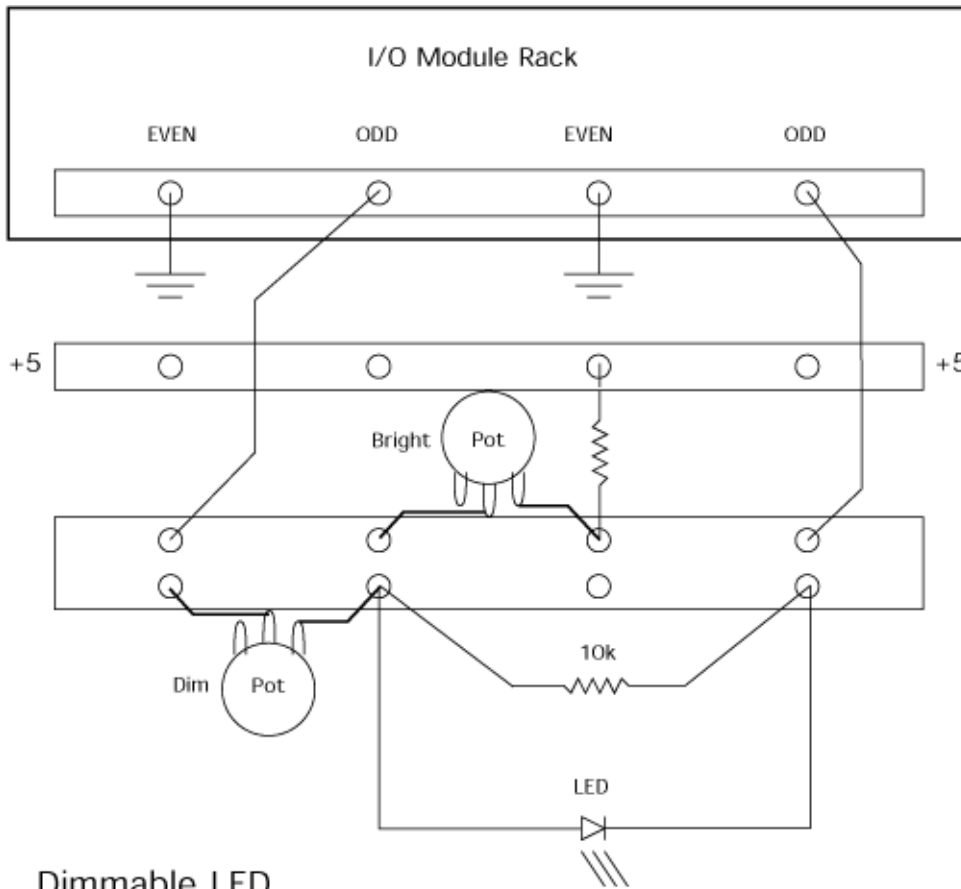 I/O Module Rack
EVEN ODD EVEN ODD
+5 +5
Bright Pot
10k
Dim Pot
LED
Dimmable LED